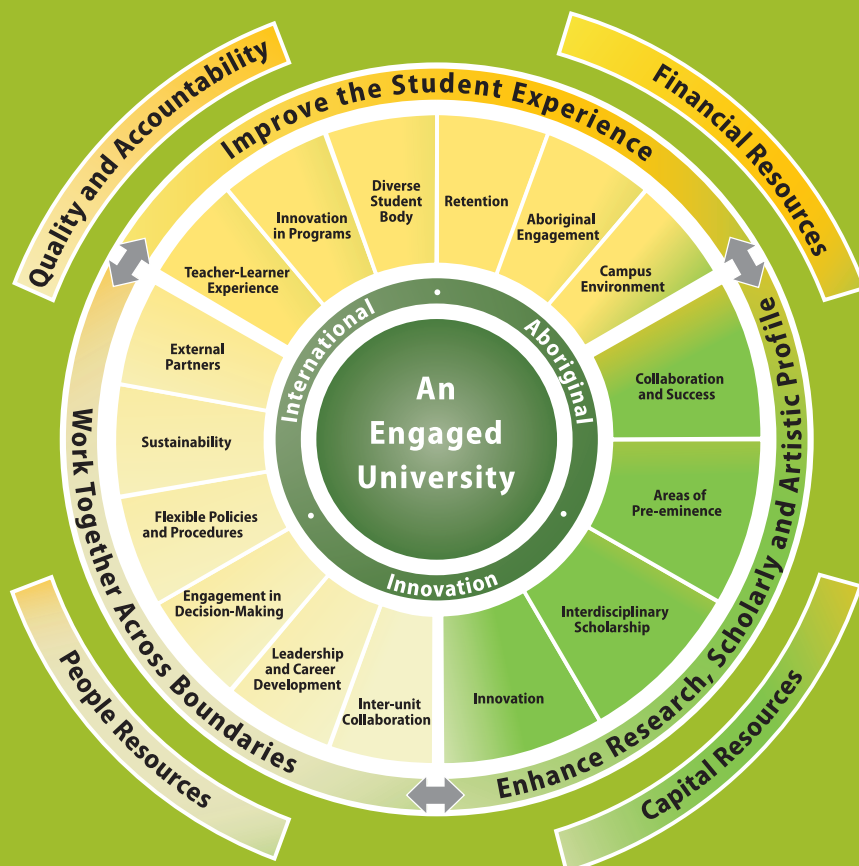 Quality and Accountability
Financial Resources
Improve the Student Experience
Teacher-Learner
Experience
Innovation
in Programs
Diverse
Student
Body
Retention
Aboriginal
Engagement
Campus
Environment
Enhance Research, Scholarly and Artistic Profile
Collaboration
and Success
Areas of
Pre-eminence
Interdisciplinary
Scholarship
Innovation
Work Together Across Boundaries
External
Partners
Sustainability
Flexible Policies
and Procedures
Engagement in
Decision-Making
Leadership
and Career
Development
Inter-unit
Collaboration
International
Aboriginal
Innovation
An
Engaged
University
People Resources
Capital Resources